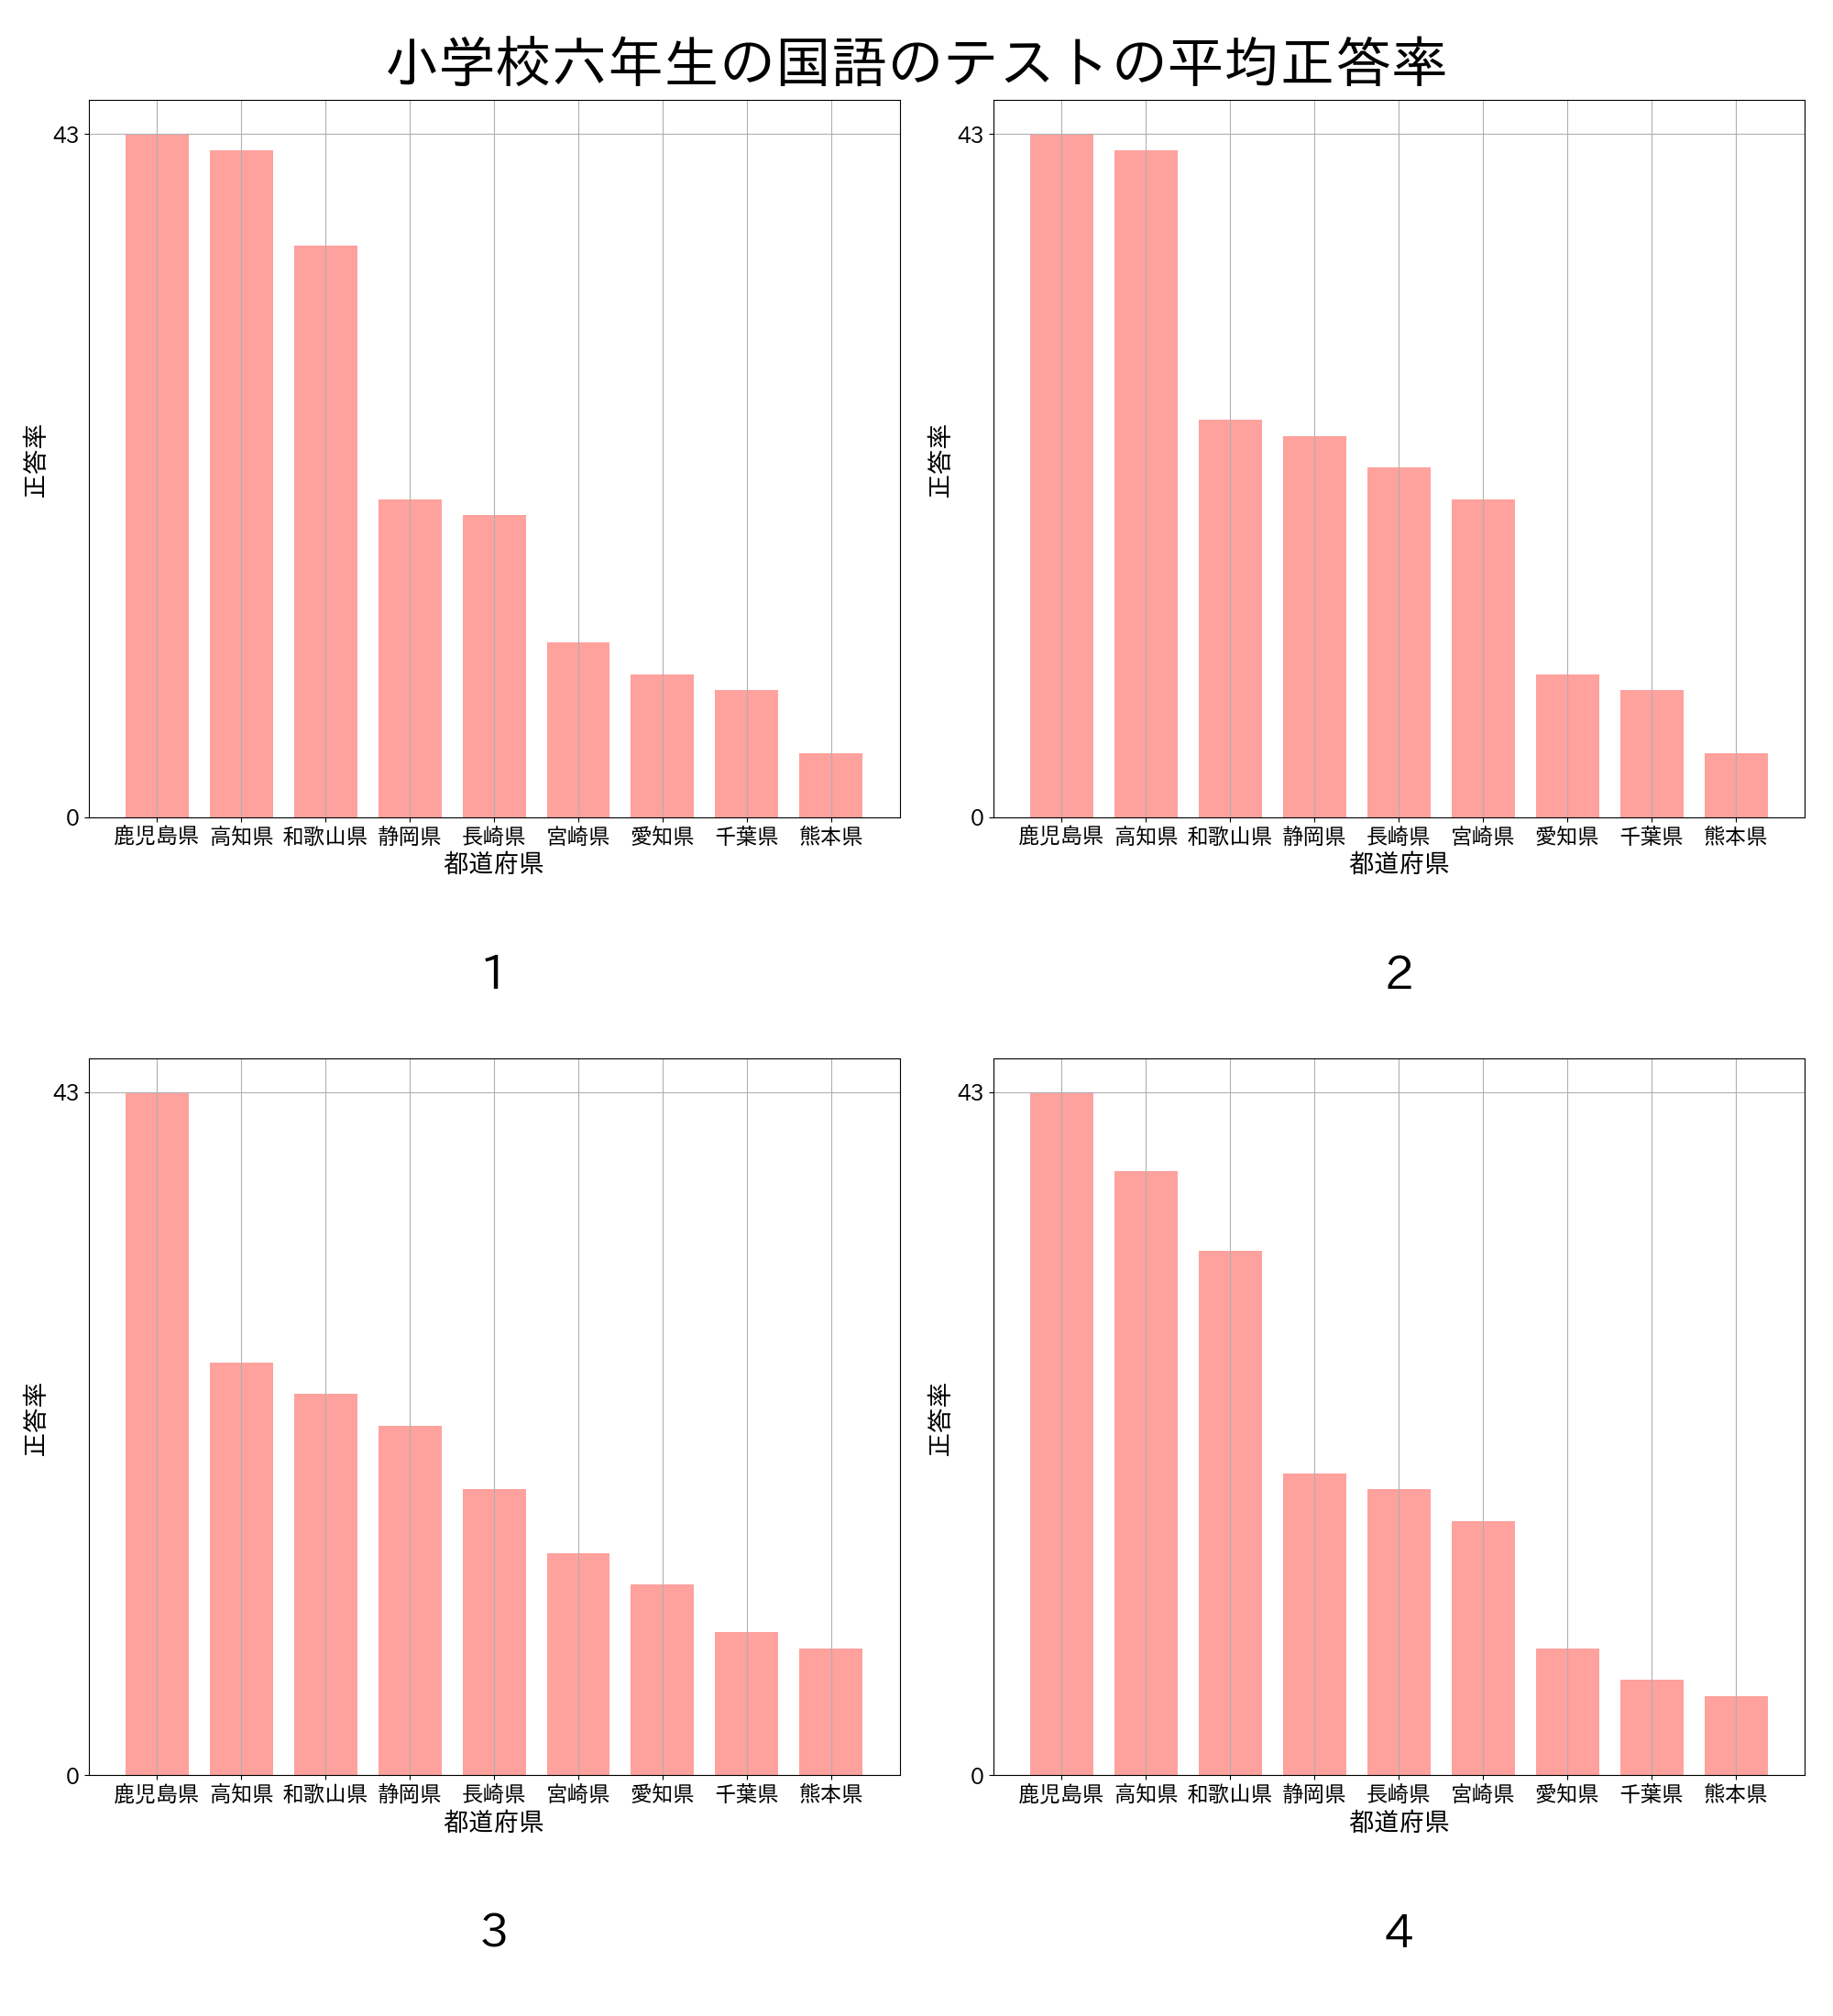 小学校六年生の国語のテストの平均正答率
43
0
正答率
鹿児島県 高知県 和歌山県 静岡県 長崎県 宮崎県 愛知県 千葉県 熊本県
都道府県
1
43
0
正答率
鹿児島県 高知県 和歌山県 静岡県 長崎県 宮崎県 愛知県 千葉県 熊本県
都道府県
2
43
0
正答率
鹿児島県 高知県 和歌山県 静岡県 長崎県 宮崎県 愛知県 千葉県 熊本県
都道府県
3
43
0
正答率
鹿児島県 高知県 和歌山県 静岡県 長崎県 宮崎県 愛知県 千葉県 熊本県
都道府県
4